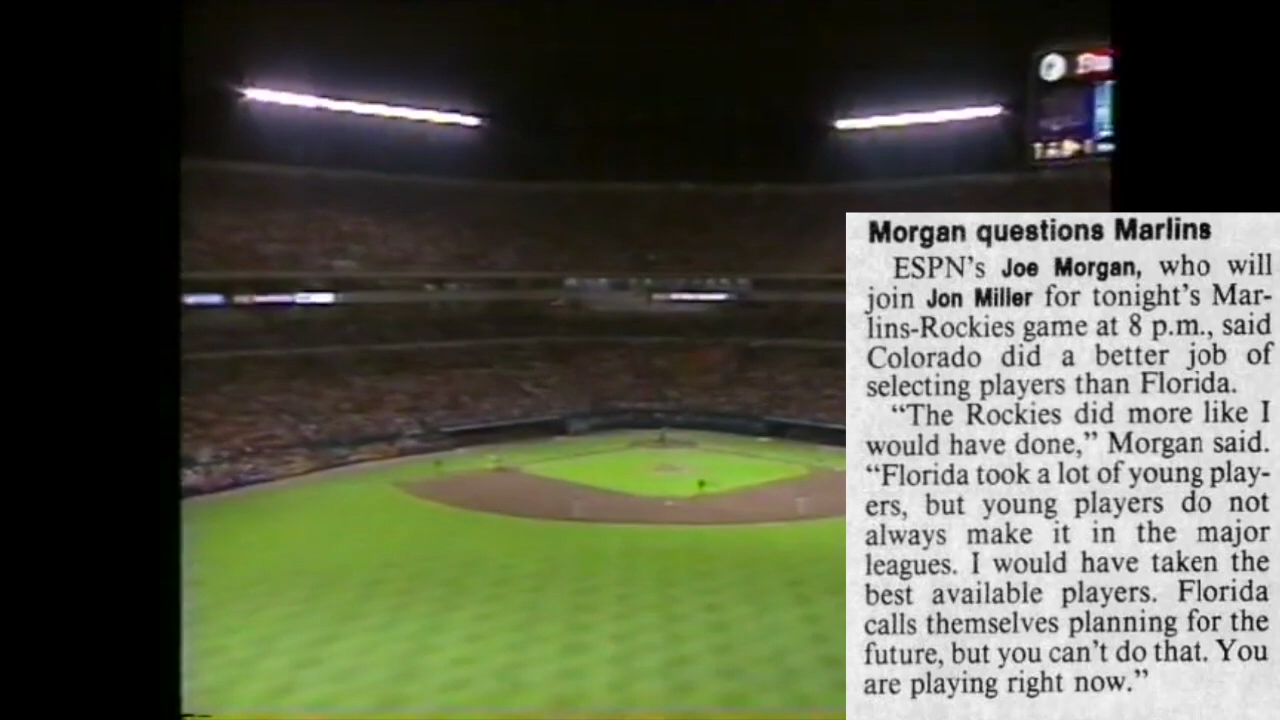 Morgan questions Marlins
ESPN's Joe Morgan, who will
join Jon Miller for tonight's Mar-
lins-Rockies game at 8 p.m., said
Colorado did a better job of
selecting players than Florida.
“The Rockies did more like I
would have done,” Morgan said.
“Florida took a lot of young play-
ers, but young players do not
always make it in the major
leagues. I would have taken the
best available players. Florida
calls themselves planning for the
future, but you can't do that. You
are playing right now.”